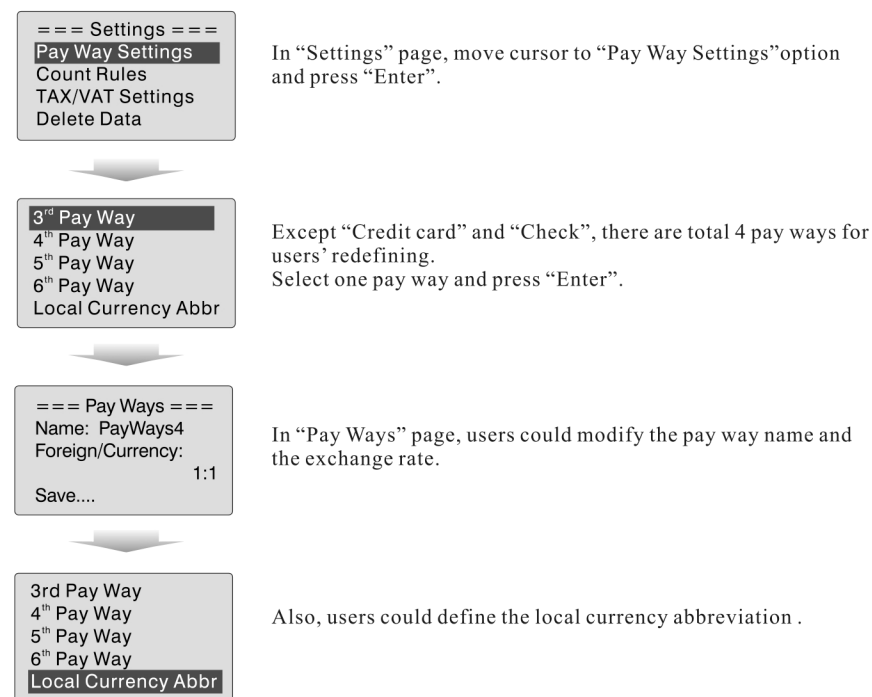 === Settings ===
Pay Way Settings
Count Rules
TAX/VAT Settings
Delete Data
In “Settings” page, move cursor to “Pay Way Settings”option
and press “Enter”.
3rd Pay Way
4th Pay Way
5th Pay Way
6th Pay Way
Local Currency Abbr
Except “Credit card” and “Check”, there are total 4 pay ways for
users’ redefining.
Select one pay way and press “Enter”.
=== Pay Ways ===
Name: PayWays4
Foreign/Currency:
1:1
Save....
In “Pay Ways” page, users could modify the pay way name and
the exchange rate.
3rd Pay Way
4th Pay Way
5th Pay Way
6th Pay Way
Local Currency Abbr
Also, users could define the local currency abbreviation .